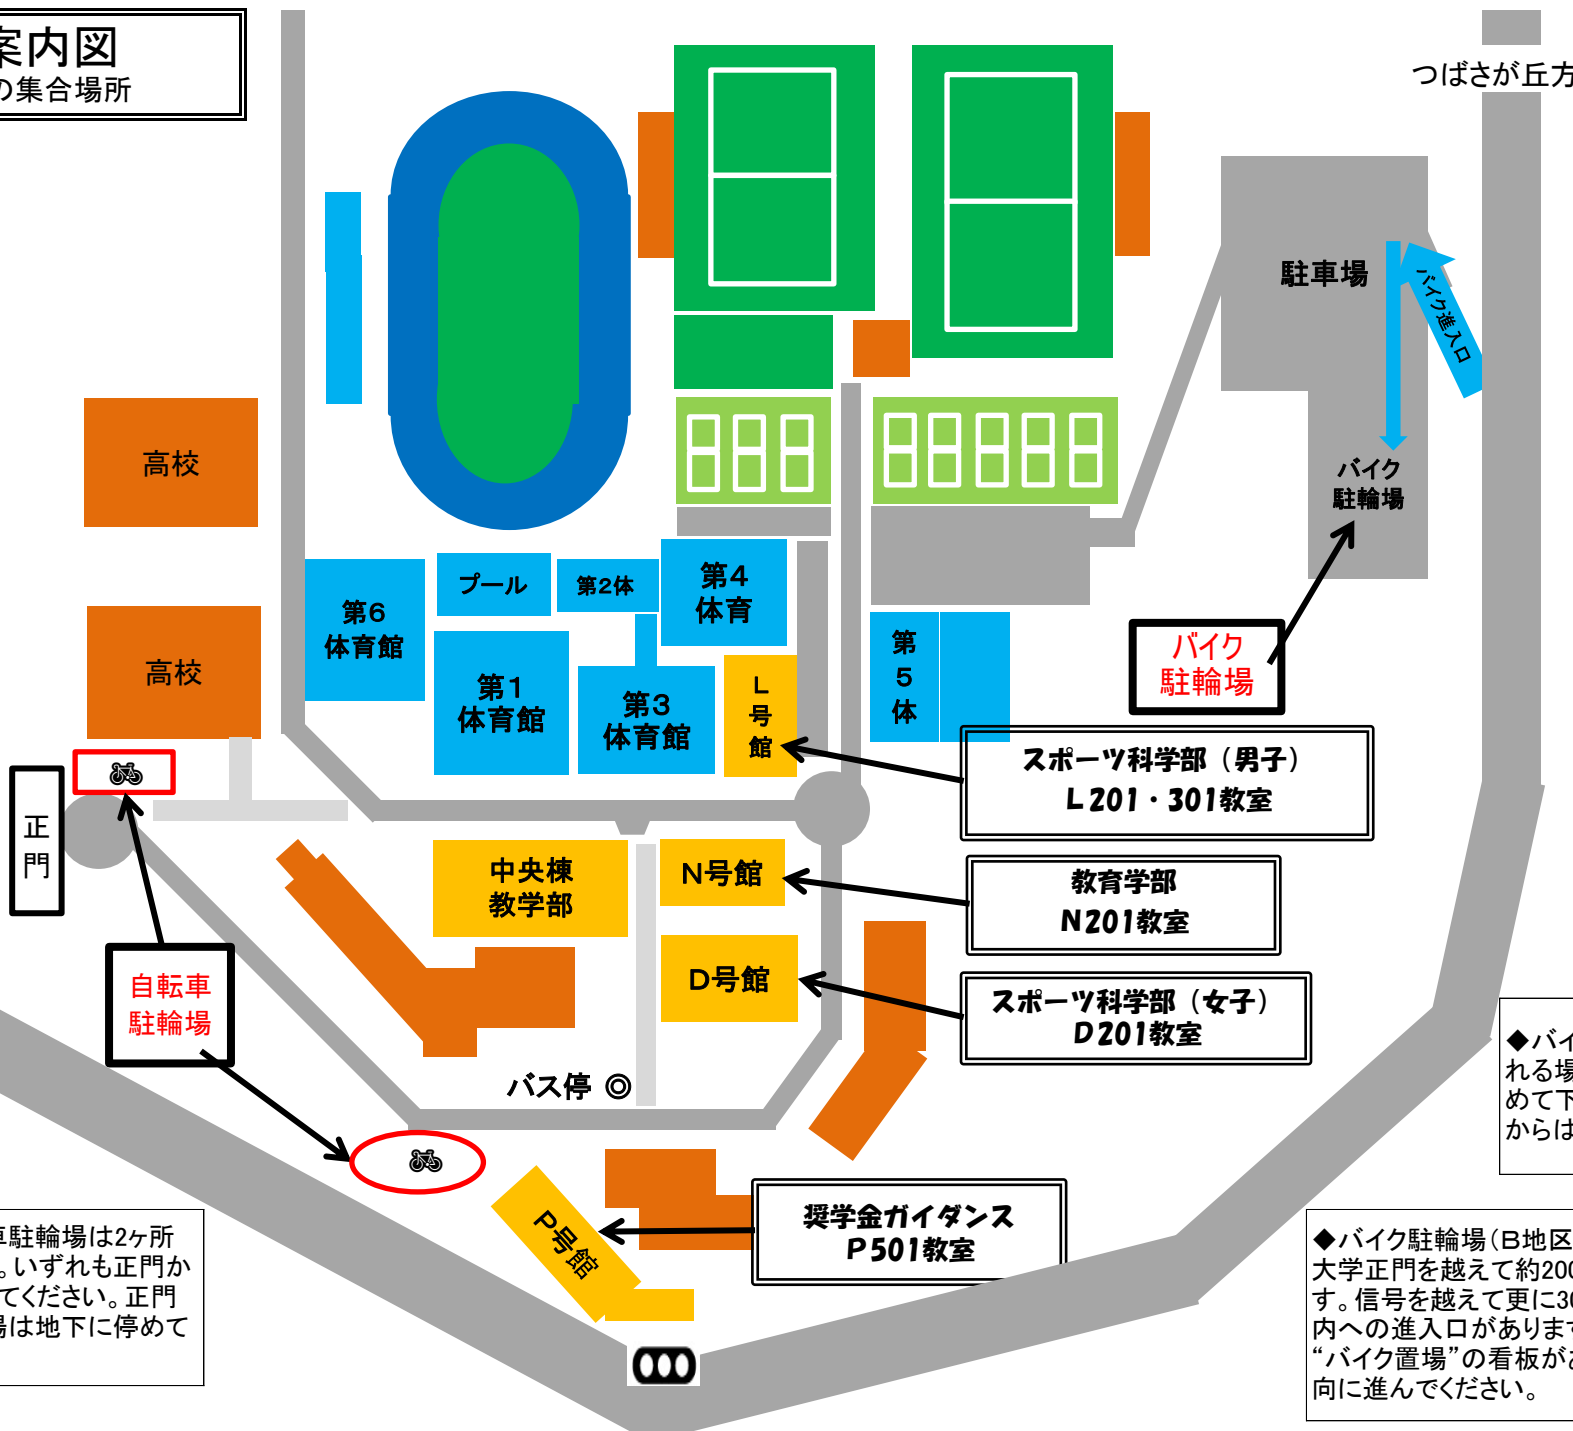 案内図
の集合場所
つばさが丘方
駐車場
バイク進入口
バイク
駐輪場
高校
プール
第2体
第4
体育
第6
体育館
第1
体育館
第3
体育館
L
号
館
第
5
体
バイク
駐輪場
高校
スポーツ科学部（男子）
L201・301教室
正
門
中央棟
教学部
N号館
教育学部
N201教室
D号館
スポーツ科学部（女子）
D201教室
自転車
駐輪場
バス停 ◎
◆バイ
れる場
めて下
からは
P号館
奨学金ガイダンス
P501教室
車駐輪場は2ヶ所
。いずれも正門か
てください。正門
場は地下に停めて
◆バイク駐輪場（B地区
大学正門を越えて約200
す。信号を越えて更に30
内への進入口があります
“バイク置場”の看板があ
向に進んでください。